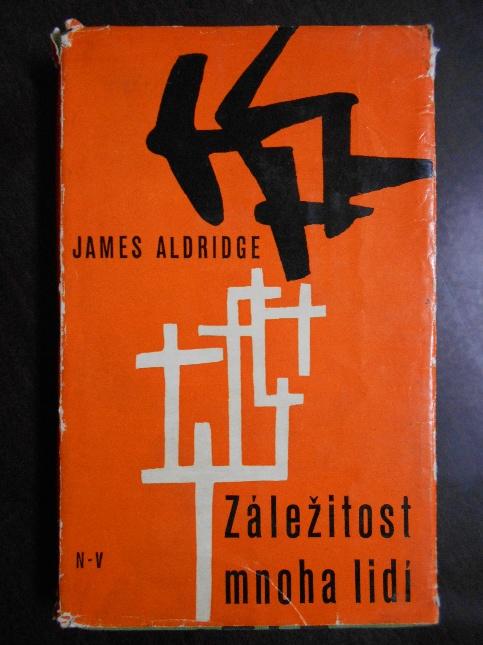 JAMES ALDRIDGE
Záležitost
mnoha lidí
N-V